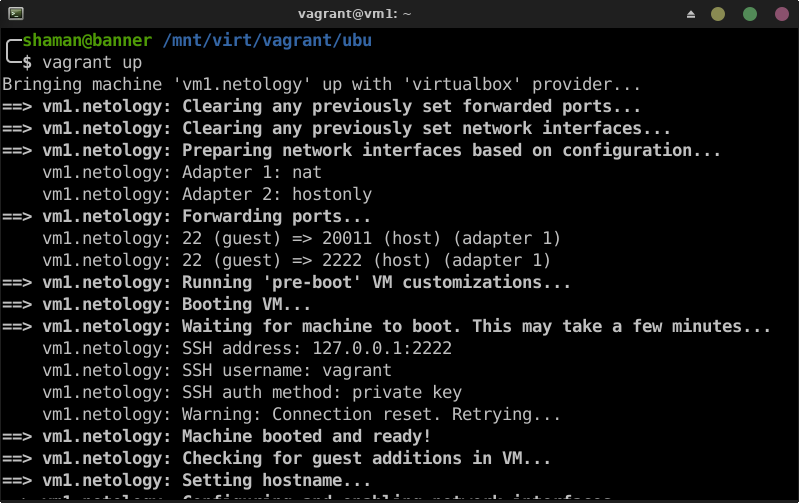 vagrant@vm1: ~
shaman@banner /mnt/virt/vagrant/ubu
$ vagrant up
Bringing machine 'vm1.netology' up with 'virtualbox' provider...
==> vm1.netology: Clearing any previously set forwarded ports...
==> vm1.netology: Clearing any previously set network interfaces...
==> vm1.netology: Preparing network interfaces based on configuration...
    vm1.netology: Adapter 1: nat
    vm1.netology: Adapter 2: hostonly
==> vm1.netology: Forwarding ports...
    vm1.netology: 22 (guest) => 20011 (host) (adapter 1)
    vm1.netology: 22 (guest) => 2222 (host) (adapter 1)
==> vm1.netology: Running 'pre-boot' VM customizations...
==> vm1.netology: Booting VM...
==> vm1.netology: Waiting for machine to boot. This may take a few minutes...
    vm1.netology: SSH address: 127.0.0.1:2222
    vm1.netology: SSH username: vagrant
    vm1.netology: SSH auth method: private key
    vm1.netology: Warning: Connection reset. Retrying...
==> vm1.netology: Machine booted and ready!
==> vm1.netology: Checking for guest additions in VM...
==> vm1.netology: Setting hostname...
==> vm1.netology: Configuring and enabling network interfaces...